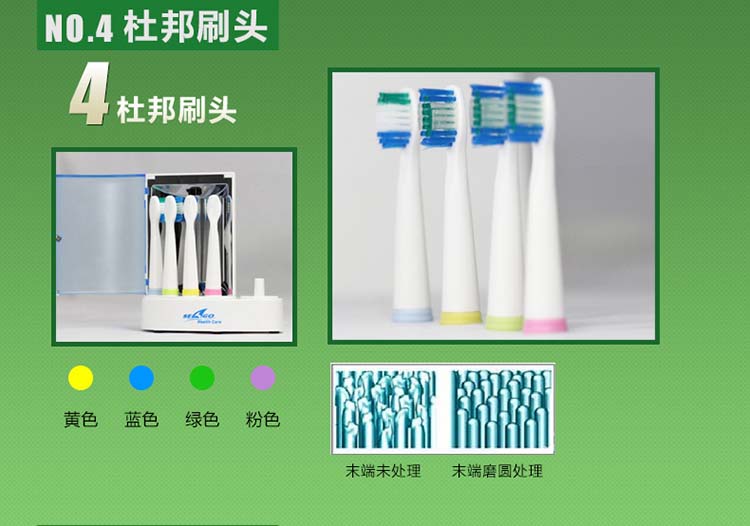 NO.4 杜邦刷头
4 杜邦刷头
SEAGO
Health Care
黄色 蓝色 绿色 粉色
末端未处理 末端磨圆处理